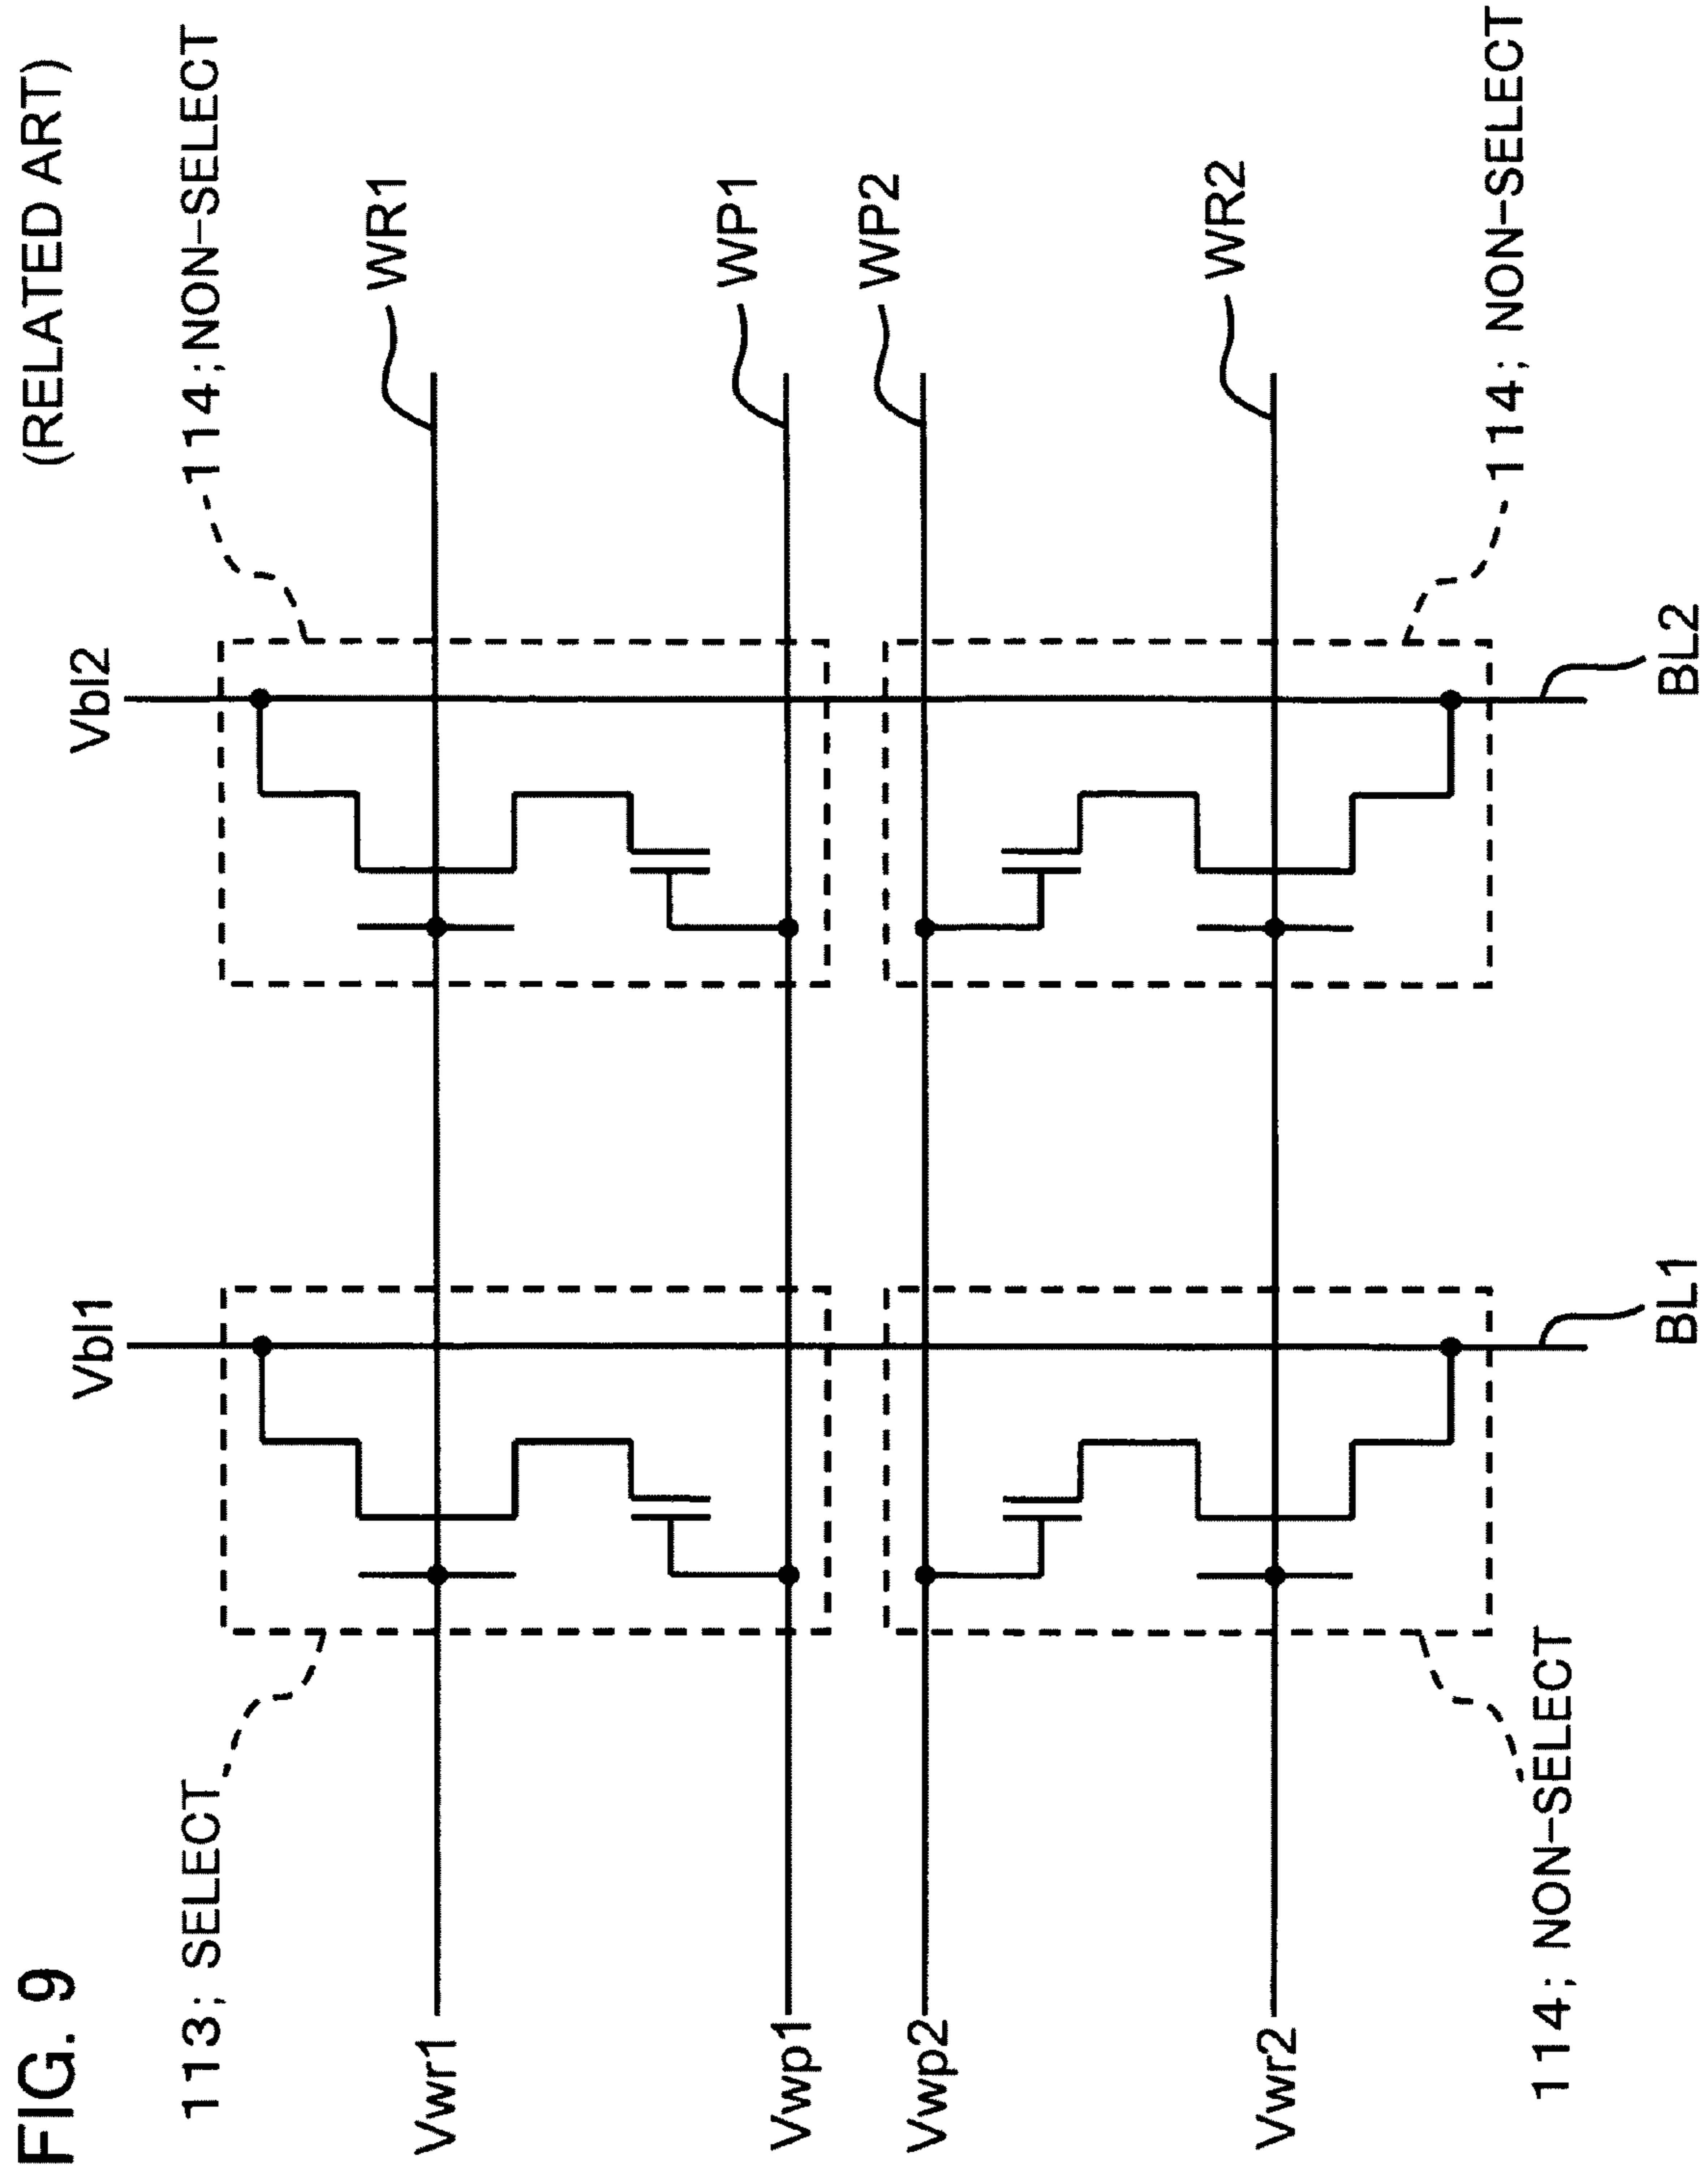 FIG. 9
(RELATED ART)
Vbl1
Vbl2
113; SELECT
114; NON-SELECT
Vwr1
WR1
Vwp1
WP1
Vwp2
WP2
Vwr2
WR2
114; NON-SELECT
114; NON-SELECT
BL1
BL2